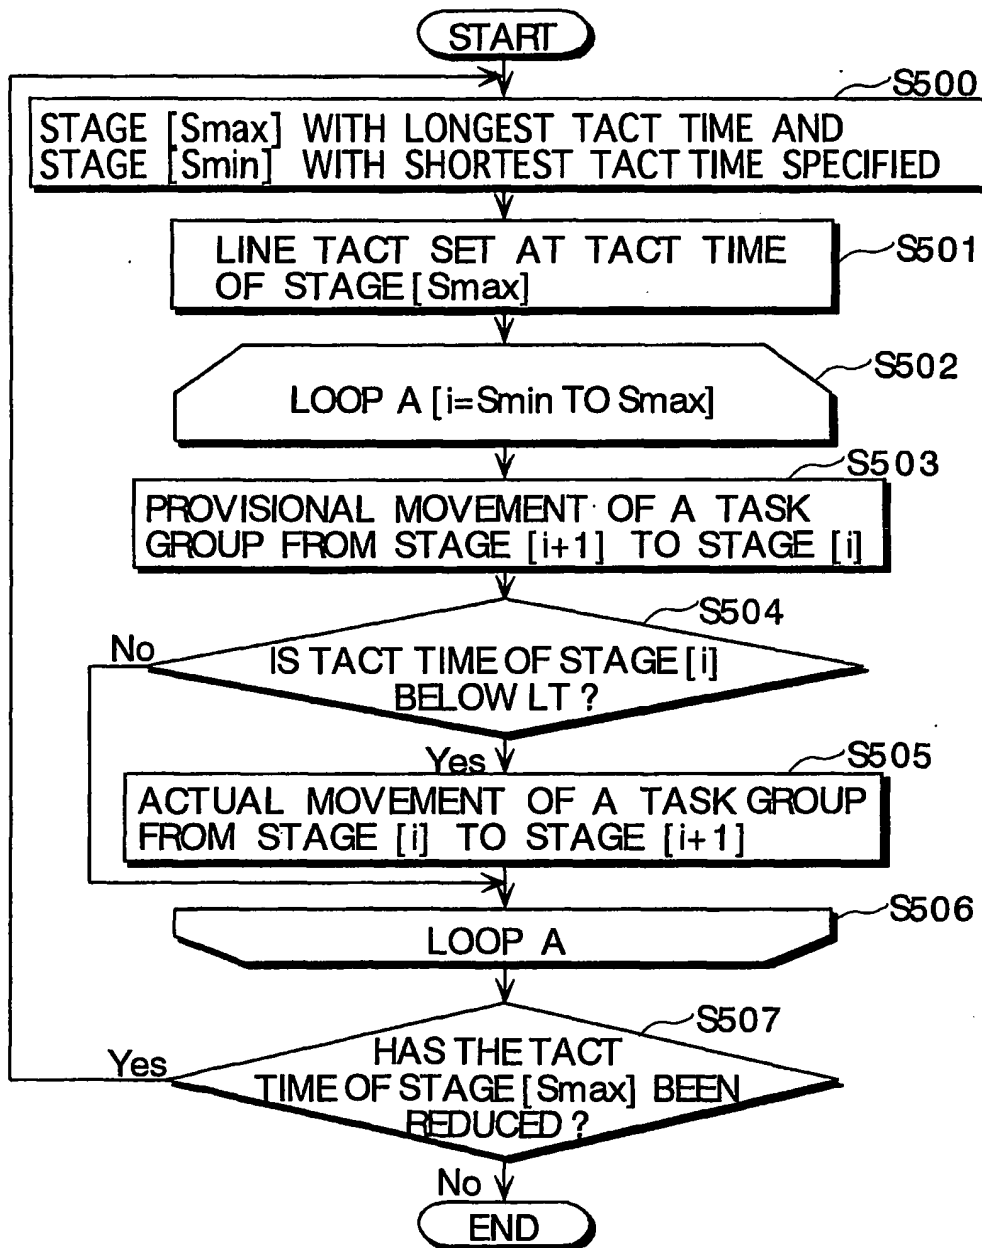 START
S500
STAGE [Smax] WITH LONGEST TACT TIME AND
STAGE [Smin] WITH SHORTEST TACT TIME SPECIFIED
S501
LINE TACT SET AT TACT TIME
OF STAGE [Smax]
S502
LOOP A [i=Smin TO Smax]
S503
PROVISIONAL MOVEMENT OF A TASK
GROUP FROM STAGE [i+1] TO STAGE [i]
S504
No
IS TACT TIME OF STAGE [i]
BELOW LT ?
Yes
S505
ACTUAL MOVEMENT OF A TASK GROUP
FROM STAGE [i] TO STAGE [i+1]
S506
LOOP A
S507
Yes
HAS THE TACT
TIME OF STAGE [Smax] BEEN
REDUCED ?
No
END